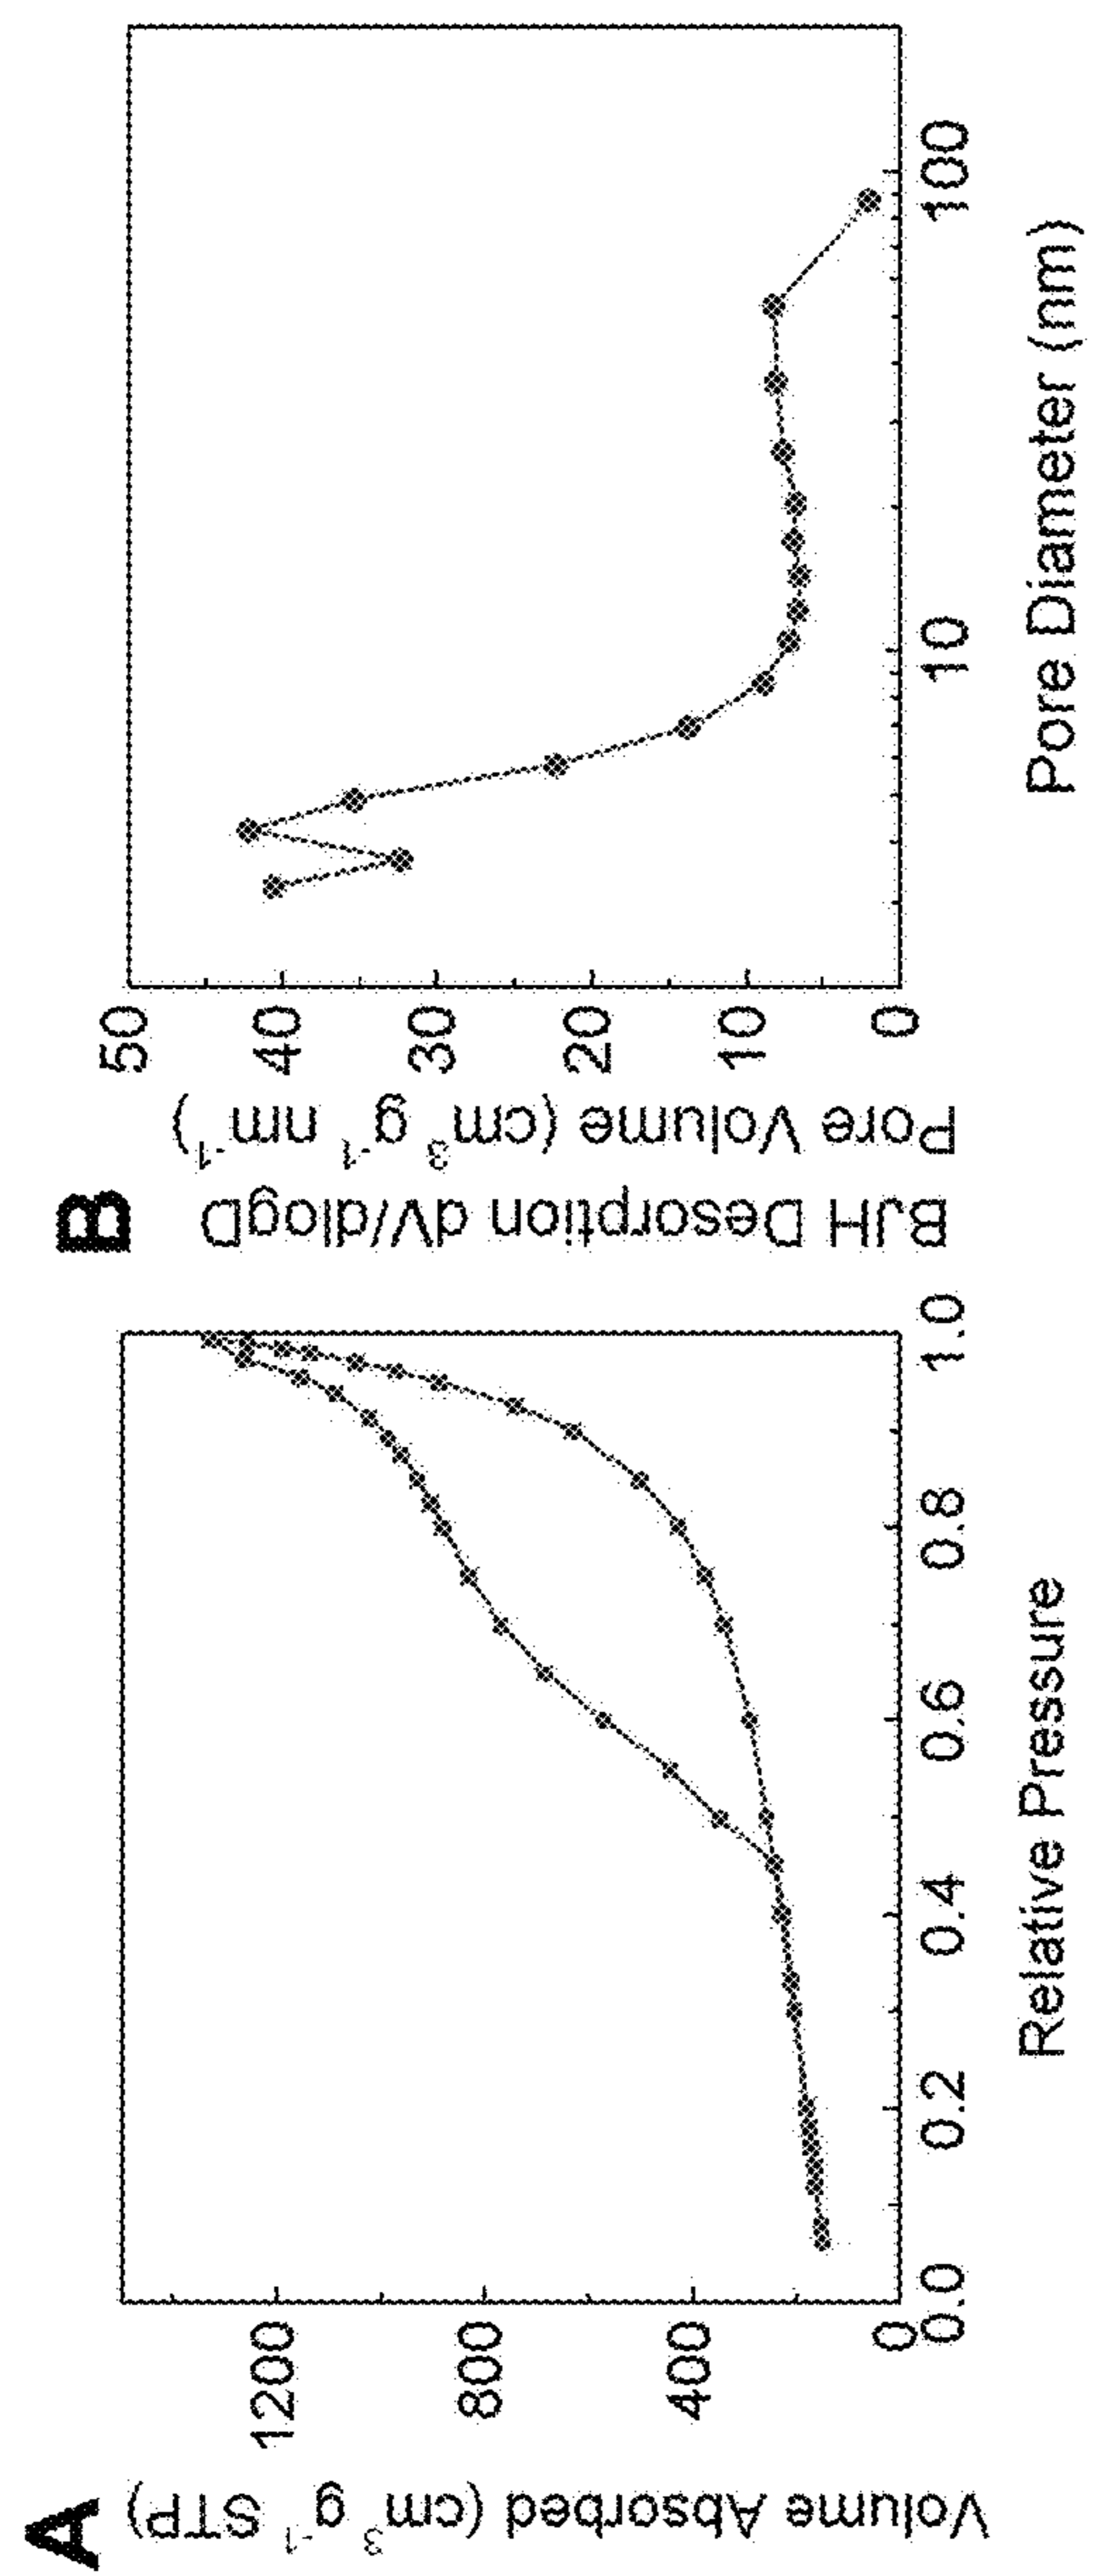 A
Volume Absorbed (cm³ g⁻¹ STP)
1200
800
400
0
0.0 0.2 0.4 0.6 0.8 1.0
Relative Pressure
B
BJH Desorption dV/dlogD
Pore Volume (cm³ g⁻¹ nm⁻¹)
50
40
30
20
10
0
10 100
Pore Diameter (nm)